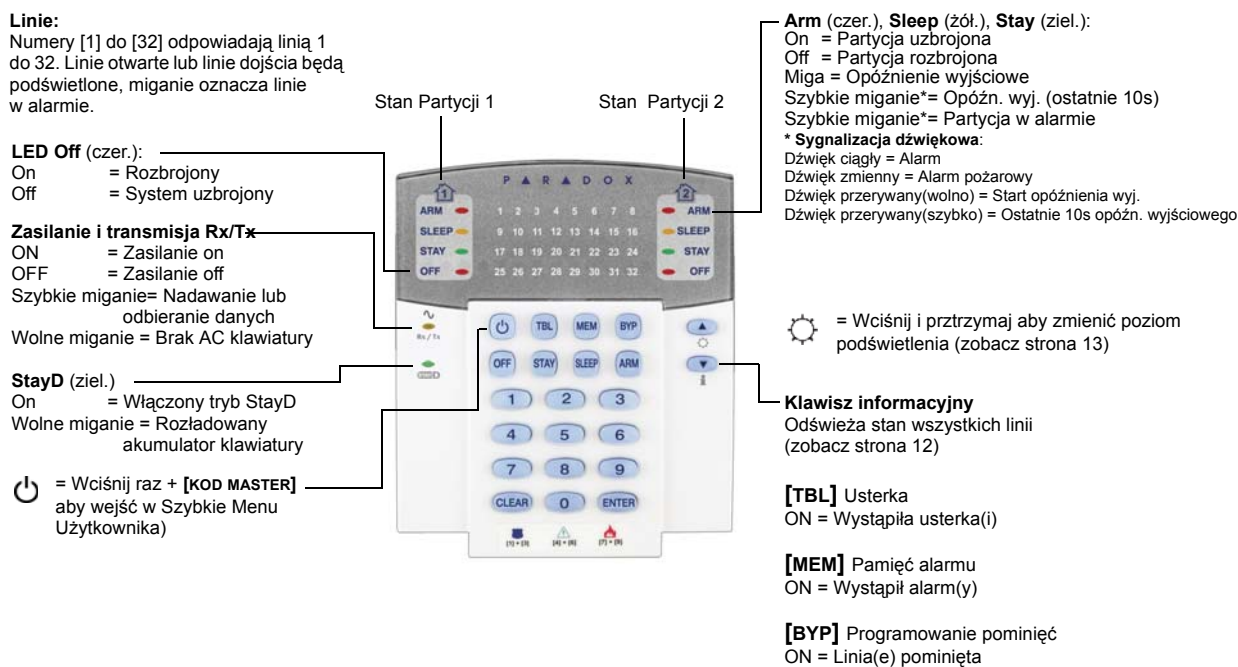 Linie:
Numery [1] do [32] odpowiadają linią 1
do 32. Linie otwarte lub linie dojścia będą
podświetlone, miganie oznacza linie
w alarmie.
LED Off (czer.):
On = Rozbrojony
Off = System uzbrojony
Zasilanie i transmisja Rx/Tx
ON = Zasilanie on
OFF = Zasilanie off
Szybkie miganie= Nadawanie lub
odbieranie danych
Wolne miganie = Brak AC klawiatury
StayD (ziel.)
On = Włączony tryb StayD
Wolne miganie = Rozładowany
akumulator klawiatury
= Wciśnij raz + [KOD MASTER]
aby wejść w Szybkie Menu
Użytkownika)
Stan Partycji 1
Stan Partycji 2
PARADOX
1
2
ARM 1 2 3 4 5 6 7 8 ARM
SLEEP 9 10 11 12 13 14 15 16 SLEEP
STAY 17 18 19 20 21 22 23 24 STAY
OFF 25 26 27 28 29 30 31 32 OFF
Rx/Tx
TBL MEM BYP
OFF STAY SLEEP ARM
1 2 3
4 5 6
7 8 9
CLEAR 0 ENTER
[1] + [3] [4] + [6] [7] + [9]
Arm (czer.), Sleep (żół.), Stay (ziel.):
On = Partycja uzbrojona
Off = Partycja rozbrojona
Miga = Opóźnienie wyjściowe
Szybkie miganie*= Opóźn. wyj. (ostatnie 10s)
Szybkie miganie*= Partycja w alarmie
* Sygnalizacja dźwiękowa:
Dźwięk ciągły = Alarm
Dźwięk zmienny = Alarm pożarowy
Dźwięk przerywany(wolno) = Start opóźnienia wyj.
Dźwięk przerywany(szybko) = Ostatnie 10s opóźn. wyjściowego
= Wciśnij i prztrzymaj aby zmienić poziom
podświetlenia (zobacz strona 13)
Klawisz informacyjny
Odświeża stan wszystkich linii
(zobacz strona 12)
[TBL] Usterka
ON = Wystąpiła usterka(i)
[MEM] Pamięć alarmu
ON = Wystąpił alarm(y)
[BYP] Programowanie pominięć
ON = Linia(e) pominięta